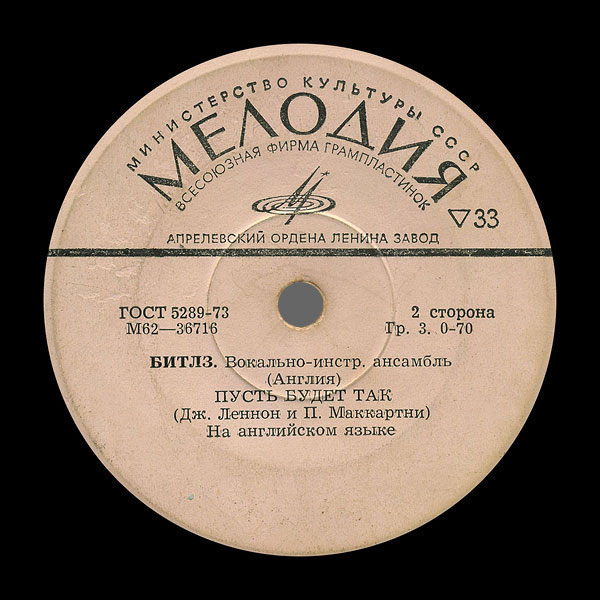 МИНИСТЕРСТВО КУЛЬТУРЫ СССР
МЕЛОДИЯ
ВСЕСОЮЗНАЯ ФИРМА ГРАМПЛАСТИНОК
▽33
АПРЕЛЕВСКИЙ ОРДЕНА ЛЕНИНА ЗАВОД
ГОСТ 5289-73 2 сторона
М62—36716 Гр. 3. 0-70
БИТЛЗ. Вокально-инстр. ансамбль
(Англия)
ПУСТЬ БУДЕТ ТАК
(Дж. Леннон и П. Маккартни)
На английском языке